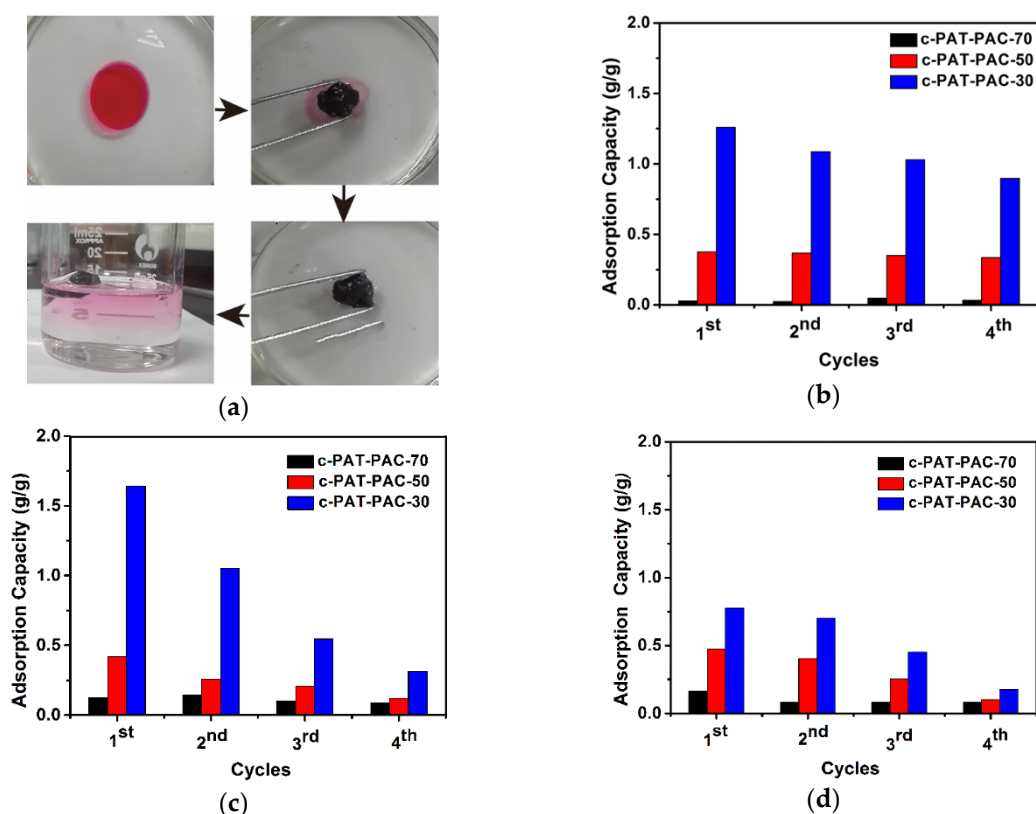 (a)
2.0
1.5
1.0
0.5
0.0
Adsorption Capacity (g/g)
c-PAT-PAC-70
c-PAT-PAC-50
c-PAT-PAC-30
1st 2nd 3rd 4th
Cycles
(b)
25ml
APPROX
20
15
2.0
1.5
1.0
0.5
0.0
Adsorption Capacity (g/g)
c-PAT-PAC-70
c-PAT-PAC-50
c-PAT-PAC-30
1st 2nd 3rd 4th
Cycles
(c)
2.0
1.5
1.0
0.5
0.0
Adsorption Capacity (g/g)
c-PAT-PAC-70
c-PAT-PAC-50
c-PAT-PAC-30
1st 2nd 3rd 4th
Cycles
(d)